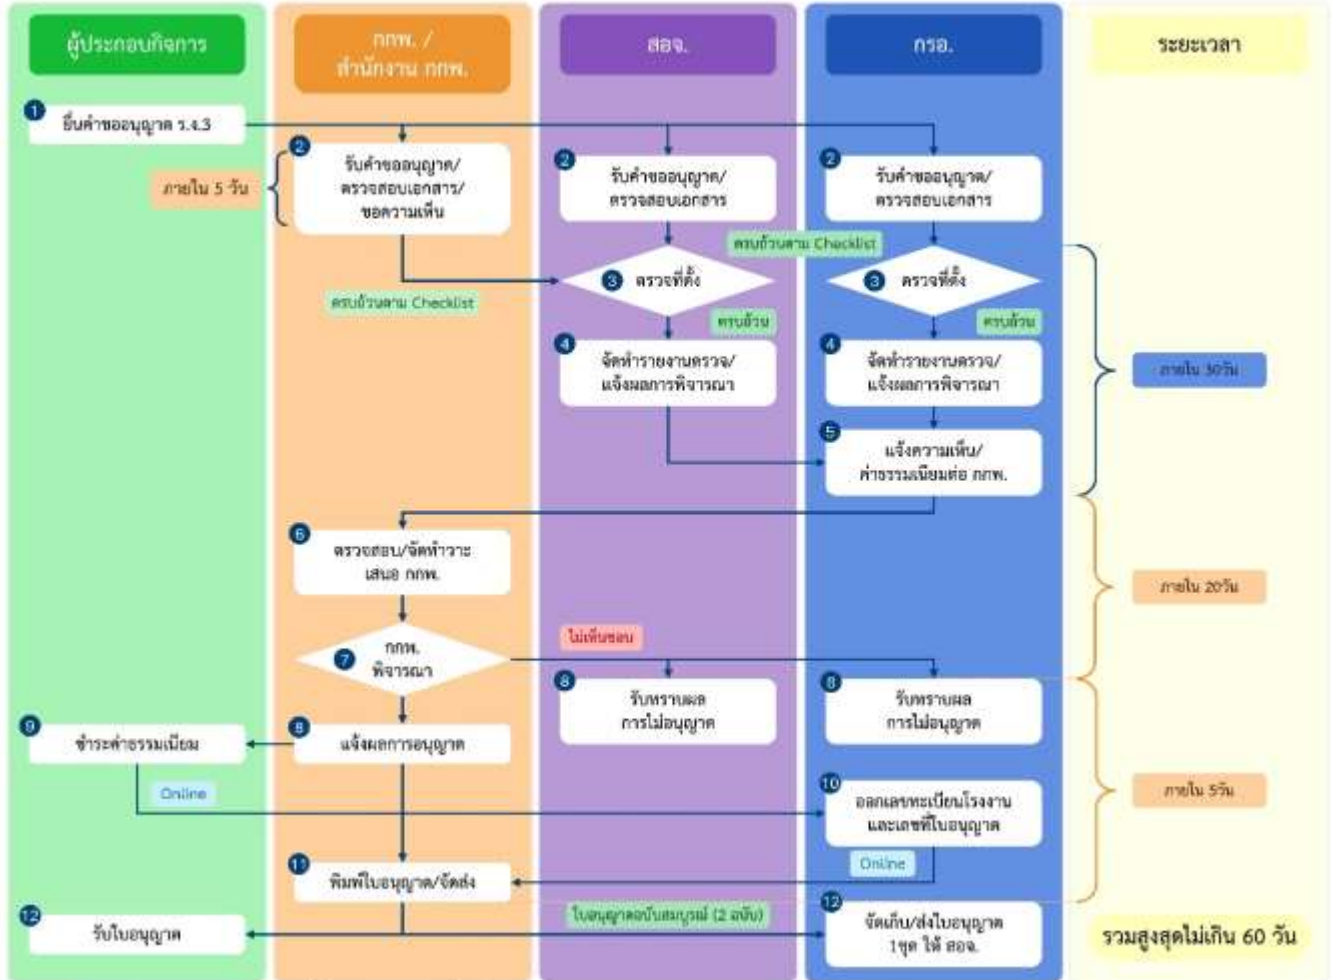 ผู้ประกอบกิจการ
กกพ. /
สำนักงาน กกพ.
สอจ.
กรอ.
ระยะเวลา
1
ยื่นคำขออนุญาต ร.ง.3
ภายใน 5 วัน
2
รับคำขออนุญาต/
ตรวจสอบเอกสาร/
ขอความเห็น
2
รับคำขออนุญาต/
ตรวจสอบเอกสาร
2
รับคำขออนุญาต/
ตรวจสอบเอกสาร
ครบถ้วนตาม Checklist
ครบถ้วนตาม Checklist
3 ตรวจที่ตั้ง
3 ตรวจที่ตั้ง
ครบถ้วน
ครบถ้วน
4
จัดทำรายงานตรวจ/
แจ้งผลการพิจารณา
4
จัดทำรายงานตรวจ/
แจ้งผลการพิจารณา
ภายใน 30วัน
5
แจ้งความเห็น/
ค่าธรรมเนียมต่อ กกพ.
6
ตรวจสอบ/จัดทำวาระ
เสนอ กกพ.
ภายใน 20วัน
7
กกพ.
พิจารณา
ไม่เห็นชอบ
8
รับทราบผล
การไม่อนุญาต
8
รับทราบผล
การไม่อนุญาต
9
ชำระค่าธรรมเนียม
8
แจ้งผลการอนุญาต
Online
10
ออกเลขทะเบียนโรงงาน
และเลขที่ใบอนุญาต
ภายใน 5วัน
Online
11
พิมพ์ใบอนุญาต/จัดส่ง
12
รับใบอนุญาต
ใบอนุญาตฉบับสมบูรณ์ (2 ฉบับ)
12
จัดเก็บ/ส่งใบอนุญาต
1ชุด ให้ สอจ.
รวมสูงสุดไม่เกิน 60 วัน